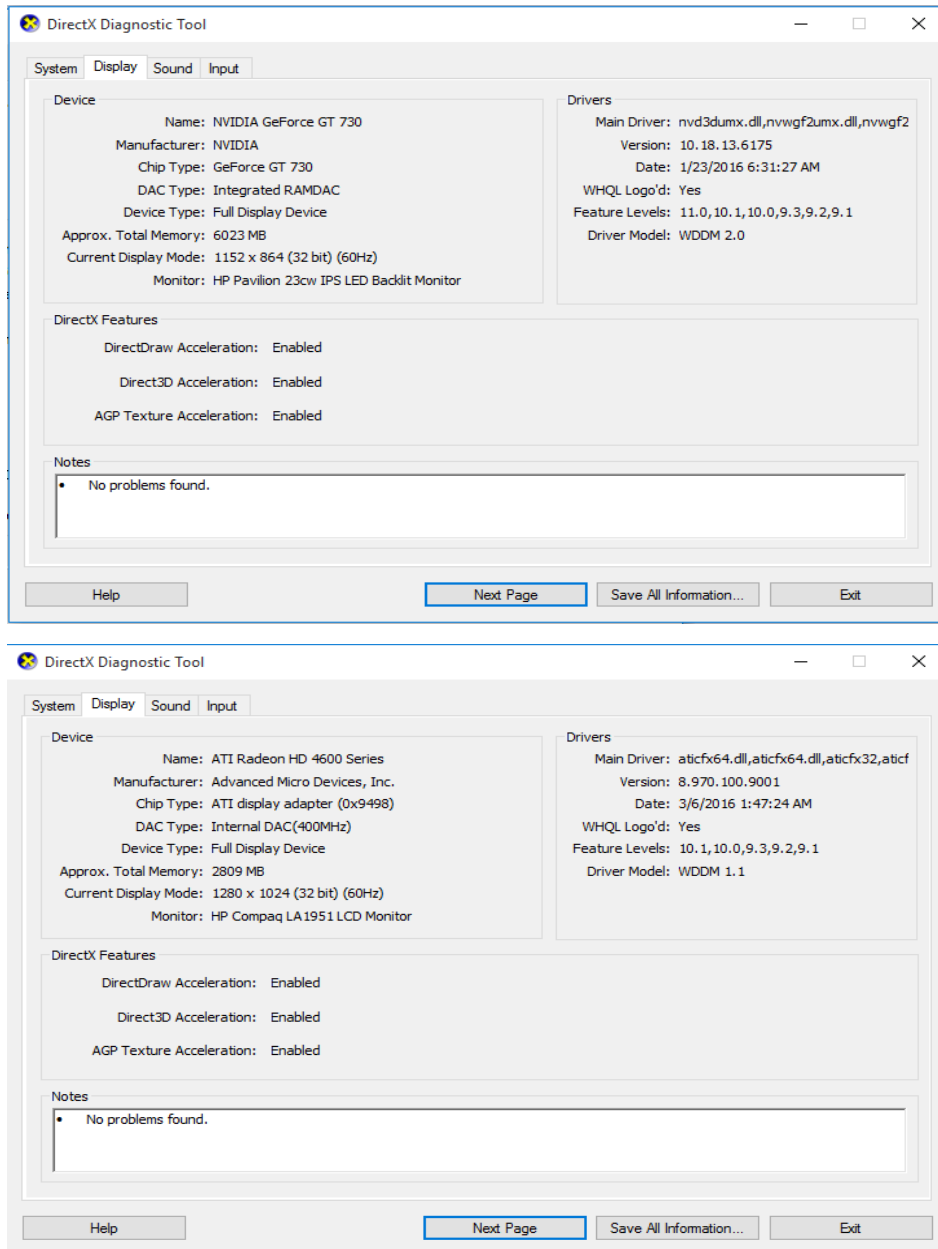 DirectX Diagnostic Tool
System Display Sound Input
Device
Name: NVIDIA GeForce GT 730
Manufacturer: NVIDIA
Chip Type: GeForce GT 730
DAC Type: Integrated RAMDAC
Device Type: Full Display Device
Approx. Total Memory: 6023 MB
Current Display Mode: 1152 x 864 (32 bit) (60Hz)
Monitor: HP Pavilion 23cw IPS LED Backlit Monitor
Drivers
Main Driver: nvd3dumx.dll,nvwgf2umx.dll,nvwgf2
Version: 10.18.13.6175
Date: 1/23/2016 6:31:27 AM
WHQL Logo'd: Yes
Feature Levels: 11.0,10.1,10.0,9.3,9.2,9.1
Driver Model: WDDM 2.0
DirectX Features
DirectDraw Acceleration: Enabled
Direct3D Acceleration: Enabled
AGP Texture Acceleration: Enabled
Notes
• No problems found.
Help Next Page Save All Information... Exit
DirectX Diagnostic Tool
System Display Sound Input
Device
Name: ATI Radeon HD 4600 Series
Manufacturer: Advanced Micro Devices, Inc.
Chip Type: ATI display adapter (0x9498)
DAC Type: Internal DAC(400MHz)
Device Type: Full Display Device
Approx. Total Memory: 2809 MB
Current Display Mode: 1280 x 1024 (32 bit) (60Hz)
Monitor: HP Compaq LA1951 LCD Monitor
Drivers
Main Driver: aticfx64.dll,aticfx64.dll,aticfx32,aticf
Version: 8.970.100.9001
Date: 3/6/2016 1:47:24 AM
WHQL Logo'd: Yes
Feature Levels: 10.1,10.0,9.3,9.2,9.1
Driver Model: WDDM 1.1
DirectX Features
DirectDraw Acceleration: Enabled
Direct3D Acceleration: Enabled
AGP Texture Acceleration: Enabled
Notes
• No problems found.
Help Next Page Save All Information... Exit